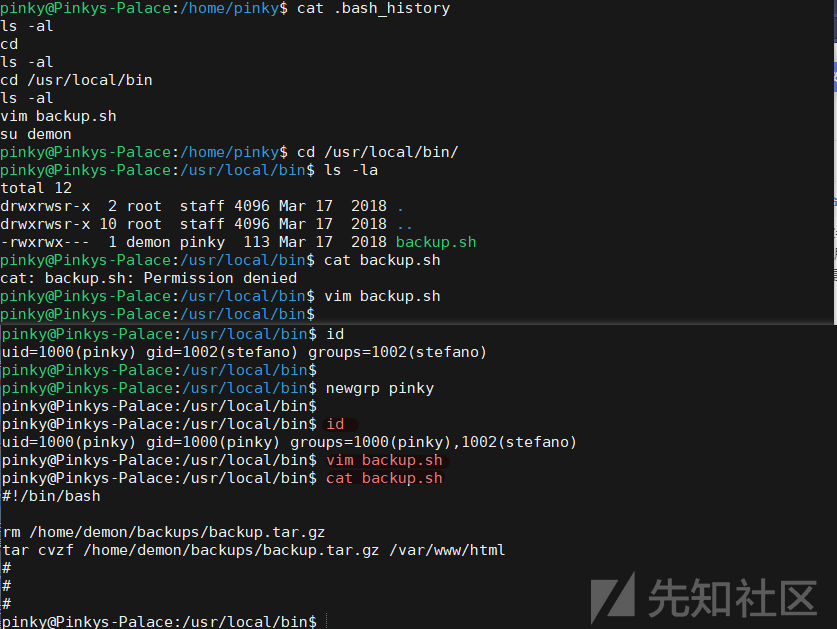 pinky@Pinkys-Palace:/home/pinky$ cat .bash_history
ls -al
cd
ls -al
cd /usr/local/bin
ls -al
vim backup.sh
su demon
pinky@Pinkys-Palace:/home/pinky$ cd /usr/local/bin/
pinky@Pinkys-Palace:/usr/local/bin$ ls -la
total 12
drwxrwsr-x  2 root  staff 4096 Mar 17  2018 .
drwxrwsr-x 10 root  staff 4096 Mar 17  2018 ..
-rwxrwx---  1 demon pinky  113 Mar 17  2018 backup.sh
pinky@Pinkys-Palace:/usr/local/bin$ cat backup.sh
cat: backup.sh: Permission denied
pinky@Pinkys-Palace:/usr/local/bin$ vim backup.sh
pinky@Pinkys-Palace:/usr/local/bin$
pinky@Pinkys-Palace:/usr/local/bin$ id
uid=1000(pinky) gid=1002(stefano) groups=1002(stefano)
pinky@Pinkys-Palace:/usr/local/bin$
pinky@Pinkys-Palace:/usr/local/bin$ newgrp pinky
pinky@Pinkys-Palace:/usr/local/bin$
pinky@Pinkys-Palace:/usr/local/bin$ id
uid=1000(pinky) gid=1000(pinky) groups=1000(pinky),1002(stefano)
pinky@Pinkys-Palace:/usr/local/bin$ vim backup.sh
pinky@Pinkys-Palace:/usr/local/bin$ cat backup.sh
#!/bin/bash
rm /home/demon/backups/backup.tar.gz
tar cvzf /home/demon/backups/backup.tar.gz /var/www/html
#
#
#
pinky@Pinkys-Palace:/usr/local/bin$
先知社区